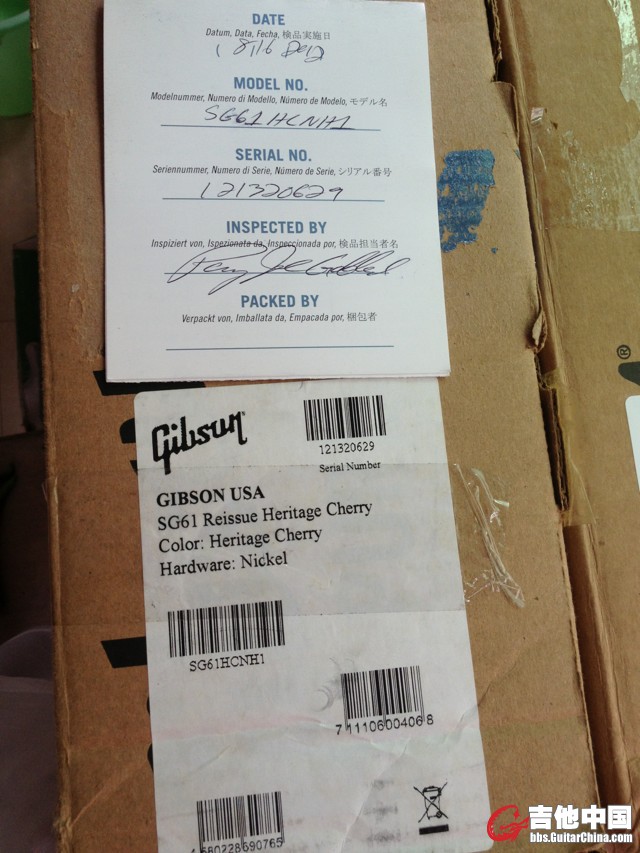 DATE
Datum, Data, Fecha, 検品実施日
MODEL NO.
Modelnummer, Numero di Modello, Número de Modelo, モデル名
SG61HCNH1
SERIAL NO.
Seriennummer, Numero di Serie, Número de Serie, シリアル番号
121320629
INSPECTED BY
Inspiziert von, Ispezionata da, Inspeccionada por, 検品担当者名
PACKED BY
Verpackt von, Imballata da, Empacada por, 梱包者
Gibson
121320629
Serial Number
GIBSON USA
SG61 Reissue Heritage Cherry
Color: Heritage Cherry
Hardware: Nickel
SG61HCNH1
7 11106 00406 8
680228690765
®
吉他中国
bbs.GuitarChina.com